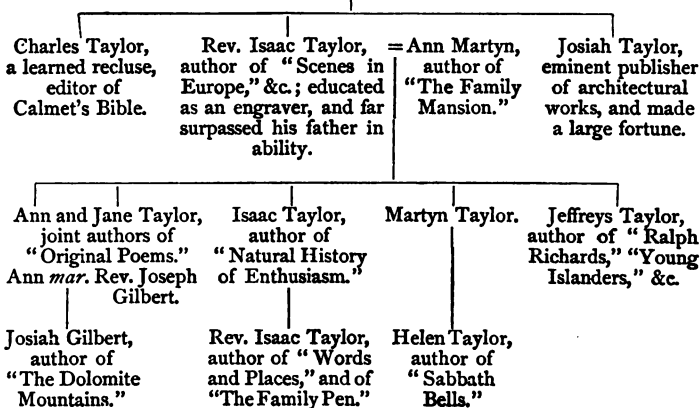 Charles Taylor,
a learned recluse,
editor of
Calmet's Bible.
Rev. Isaac Taylor,
author of "Scenes in
Europe," &c.; educated
as an engraver, and far
surpassed his father in
ability.
=Ann Martyn,
author of
"The Family
Mansion."
Josiah Taylor,
eminent publisher
of architectural
works, and made
a large fortune.
Ann and Jane Taylor,
joint authors of
"Original Poems."
Ann mar. Rev. Joseph
Gilbert.
Isaac Taylor,
author of
"Natural History
of Enthusiasm."
Martyn Taylor.
Jeffreys Taylor,
author of "Ralph
Richards," "Young
Islanders," &c.
Josiah Gilbert,
author of
"The Dolomite
Mountains."
Rev. Isaac Taylor,
author of "Words
and Places," and of
"The Family Pen."
Helen Taylor,
author of
"Sabbath
Bells."